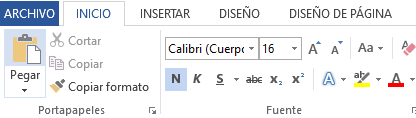 ARCHIVO INICIO INSERTAR DISEÑO DISEÑO DE PÁGINA
Cortar
Copiar
Pegar
Copiar formato
Portapapeles
Calibri (Cuerpo 16 A A Aa A
N K S abc x₂ x² A ab A
Fuente